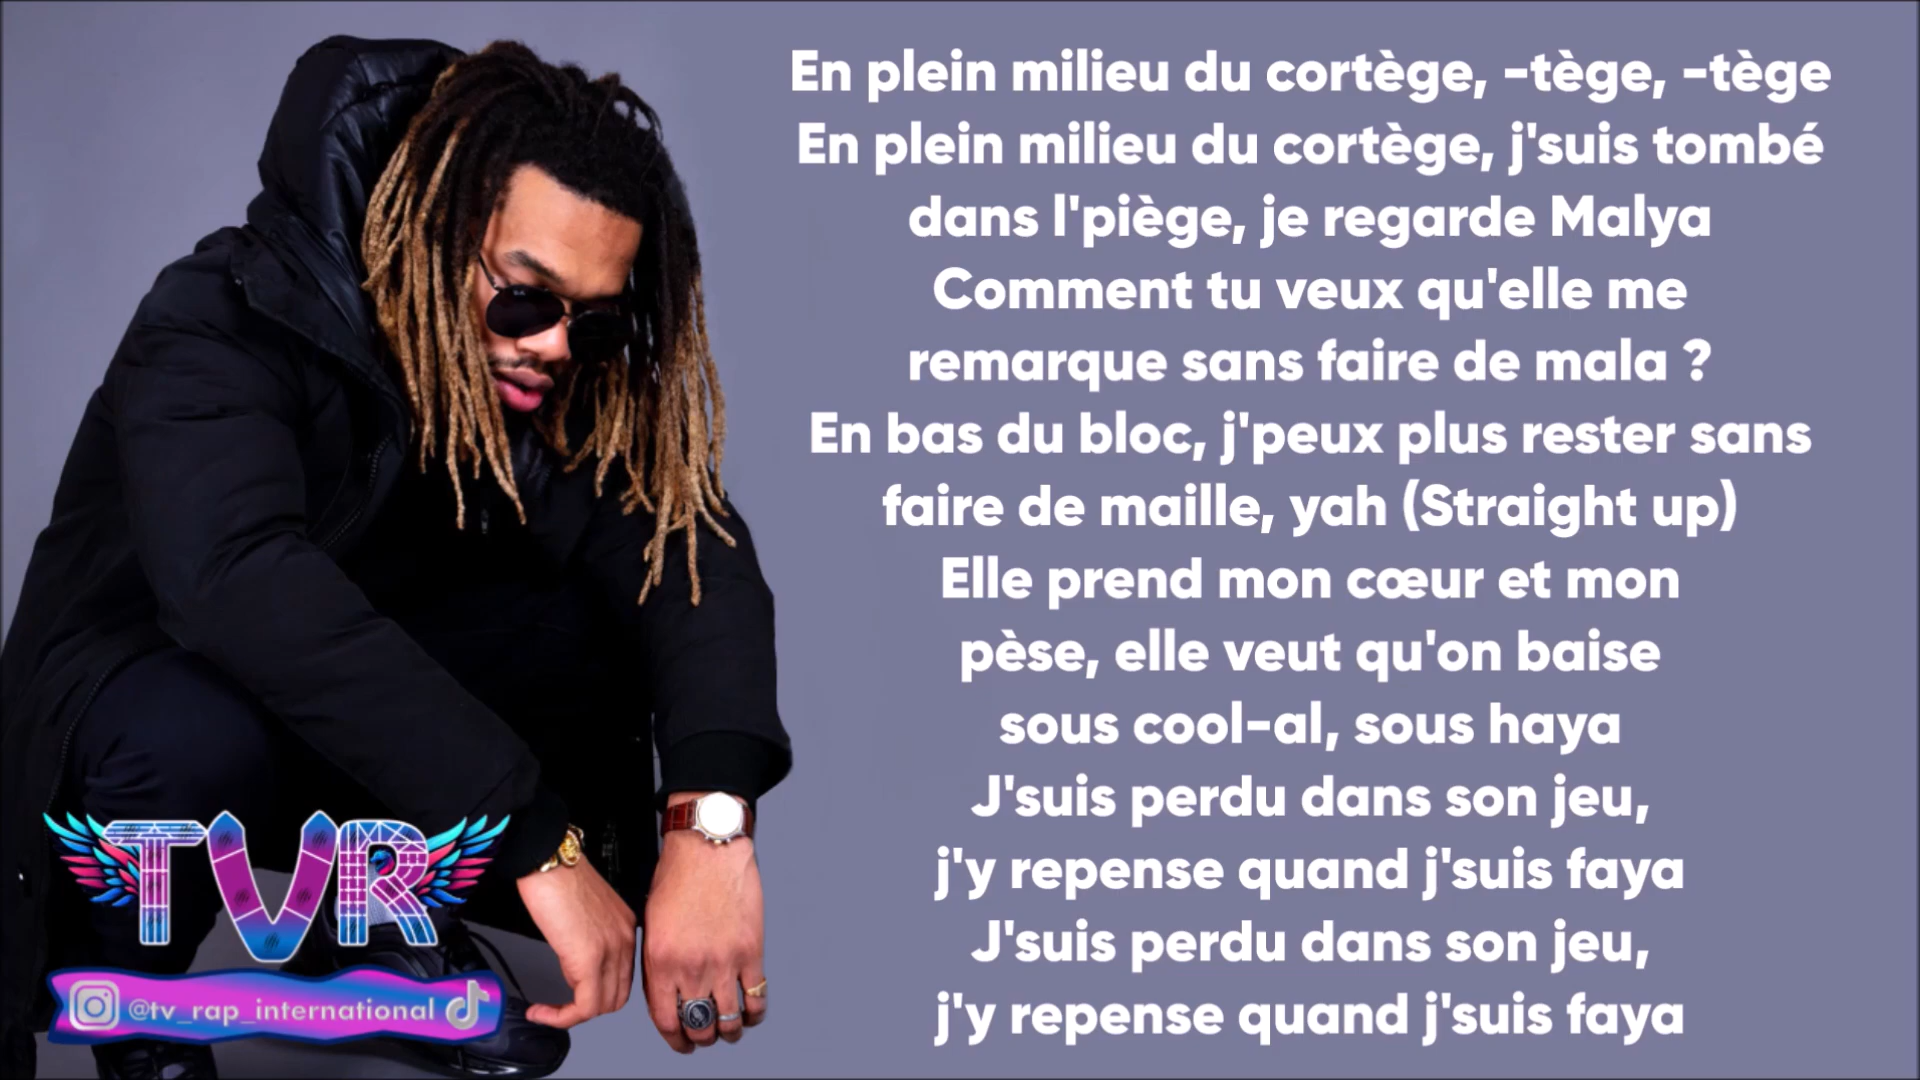 En plein milieu du cortège, -tège, -tège
En plein milieu du cortège, j'suis tombé
dans l'piège, je regarde Malya
Comment tu veux qu'elle me
remarque sans faire de mala ?
En bas du bloc, j'peux plus rester sans
faire de maille, yah (Straight up)
Elle prend mon cœur et mon
pèse, elle veut qu'on baise
sous cool-al, sous haya
J'suis perdu dans son jeu,
j'y repense quand j'suis faya
J'suis perdu dans son jeu,
j'y repense quand j'suis faya
TVR
@tv_rap_international